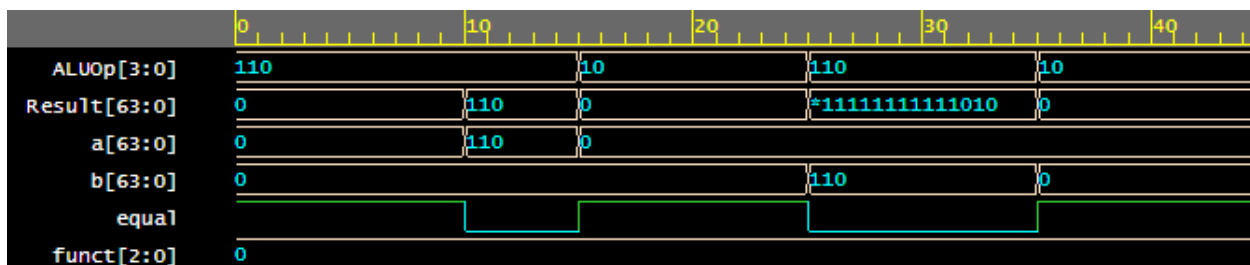 0 10 20 30 40
ALUOp[3:0] 110 10 110 10
Result[63:0] 0 110 0 *11111111111010 0
a[63:0] 0 110 0
b[63:0] 0 110 0
equal
funct[2:0] 0